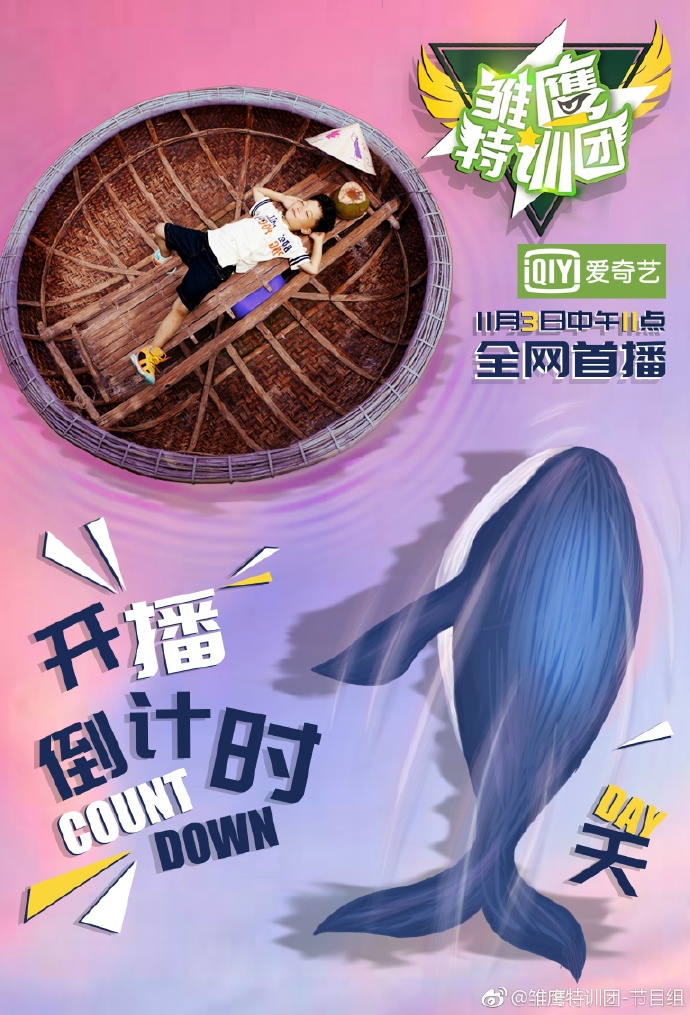 雏鹰
特训团
iQIYI 爱奇艺
11月3日中午11点
全网首播
开播
倒计时
COUNT
DOWN
DAY
天
@雏鹰特训团-节目组